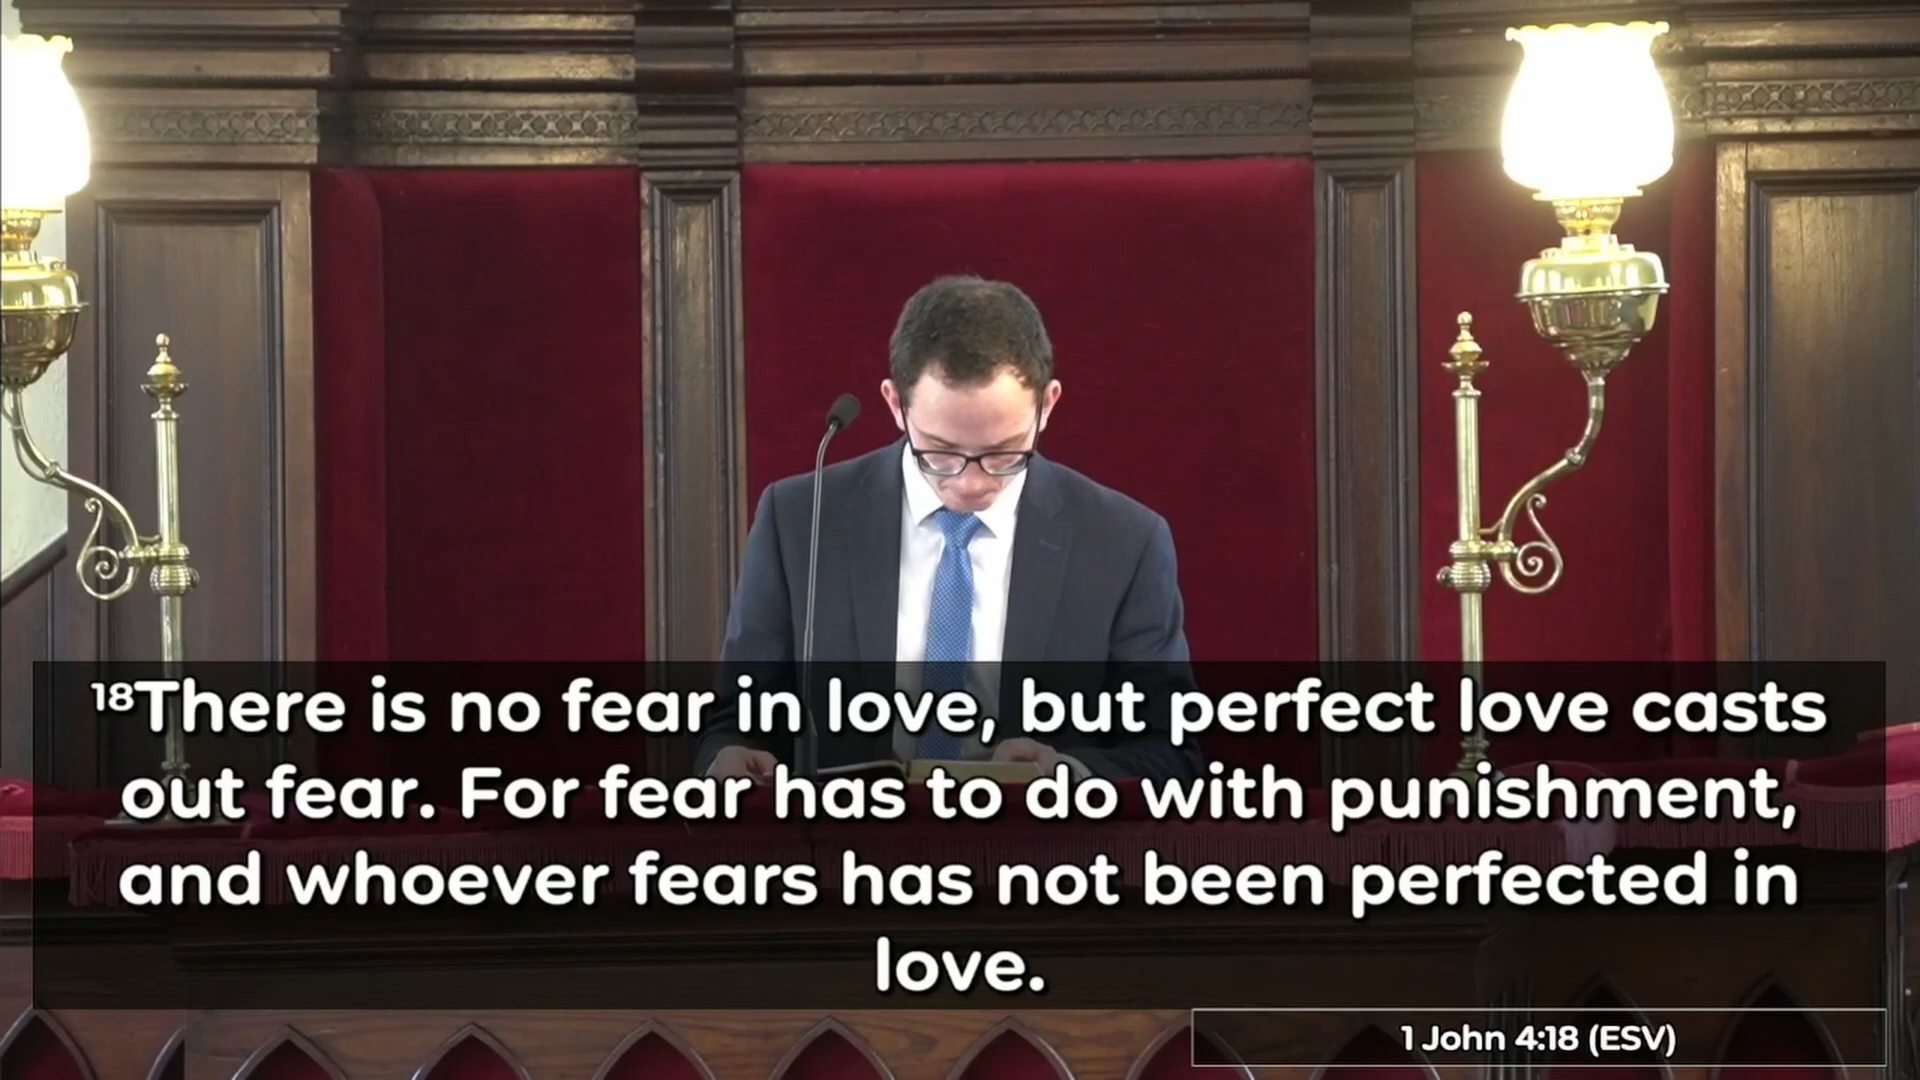 ¹⁸There is no fear in love, but perfect love casts
out fear. For fear has to do with punishment,
and whoever fears has not been perfected in
love.
1 John 4:18 (ESV)